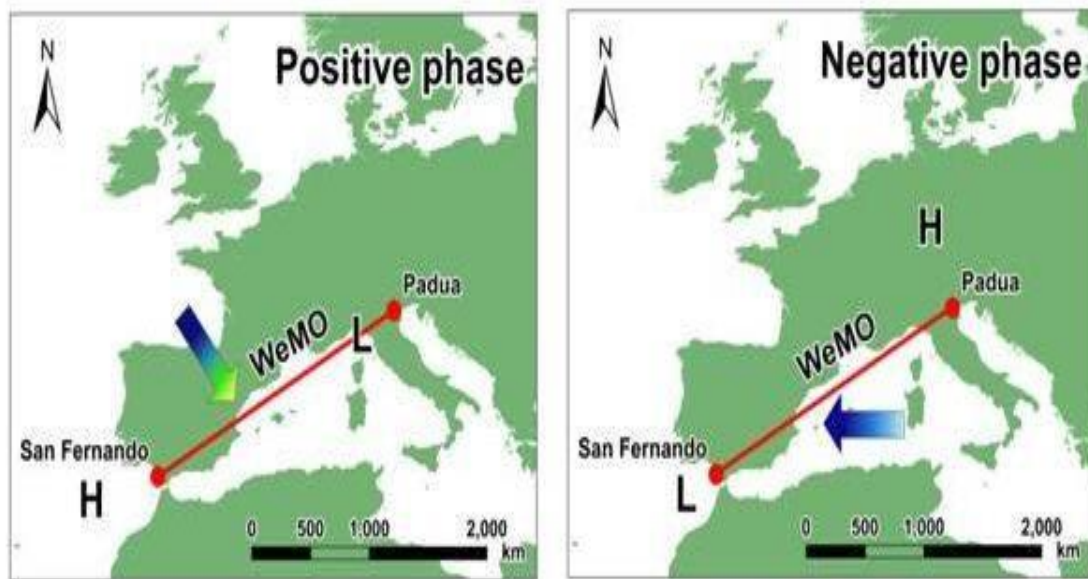 N
Positive phase
Padua
WeMO
L
San Fernando
H
0 500 1,000 2,000
km
N
Negative phase
H
Padua
WeMO
San Fernando
L
0 500 1,000 2,000
km